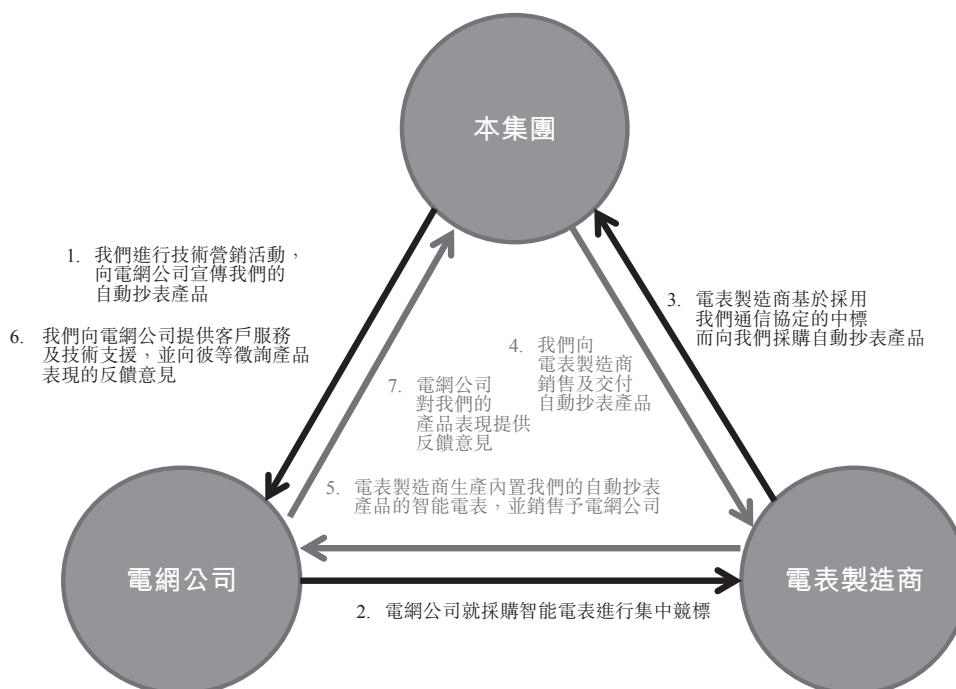 本集團
1. 我們進行技術營銷活動，
向電網公司宣傳我們的
自動抄表產品
6. 我們向電網公司提供客戶服務
及技術支援，並向彼等徵詢產品
表現的反饋意見
3. 電表製造商基於採用
我們通信協定的中標
而向我們採購自動抄表產品
4. 我們向
電表製造商
銷售及交付
自動抄表產品
7. 電網公司
對我們的
產品表現提供
反饋意見
5. 電表製造商生產內置我們的自動抄表
產品的智能電表，並銷售予電網公司
電網公司
電表製造商
2. 電網公司就採購智能電表進行集中競標